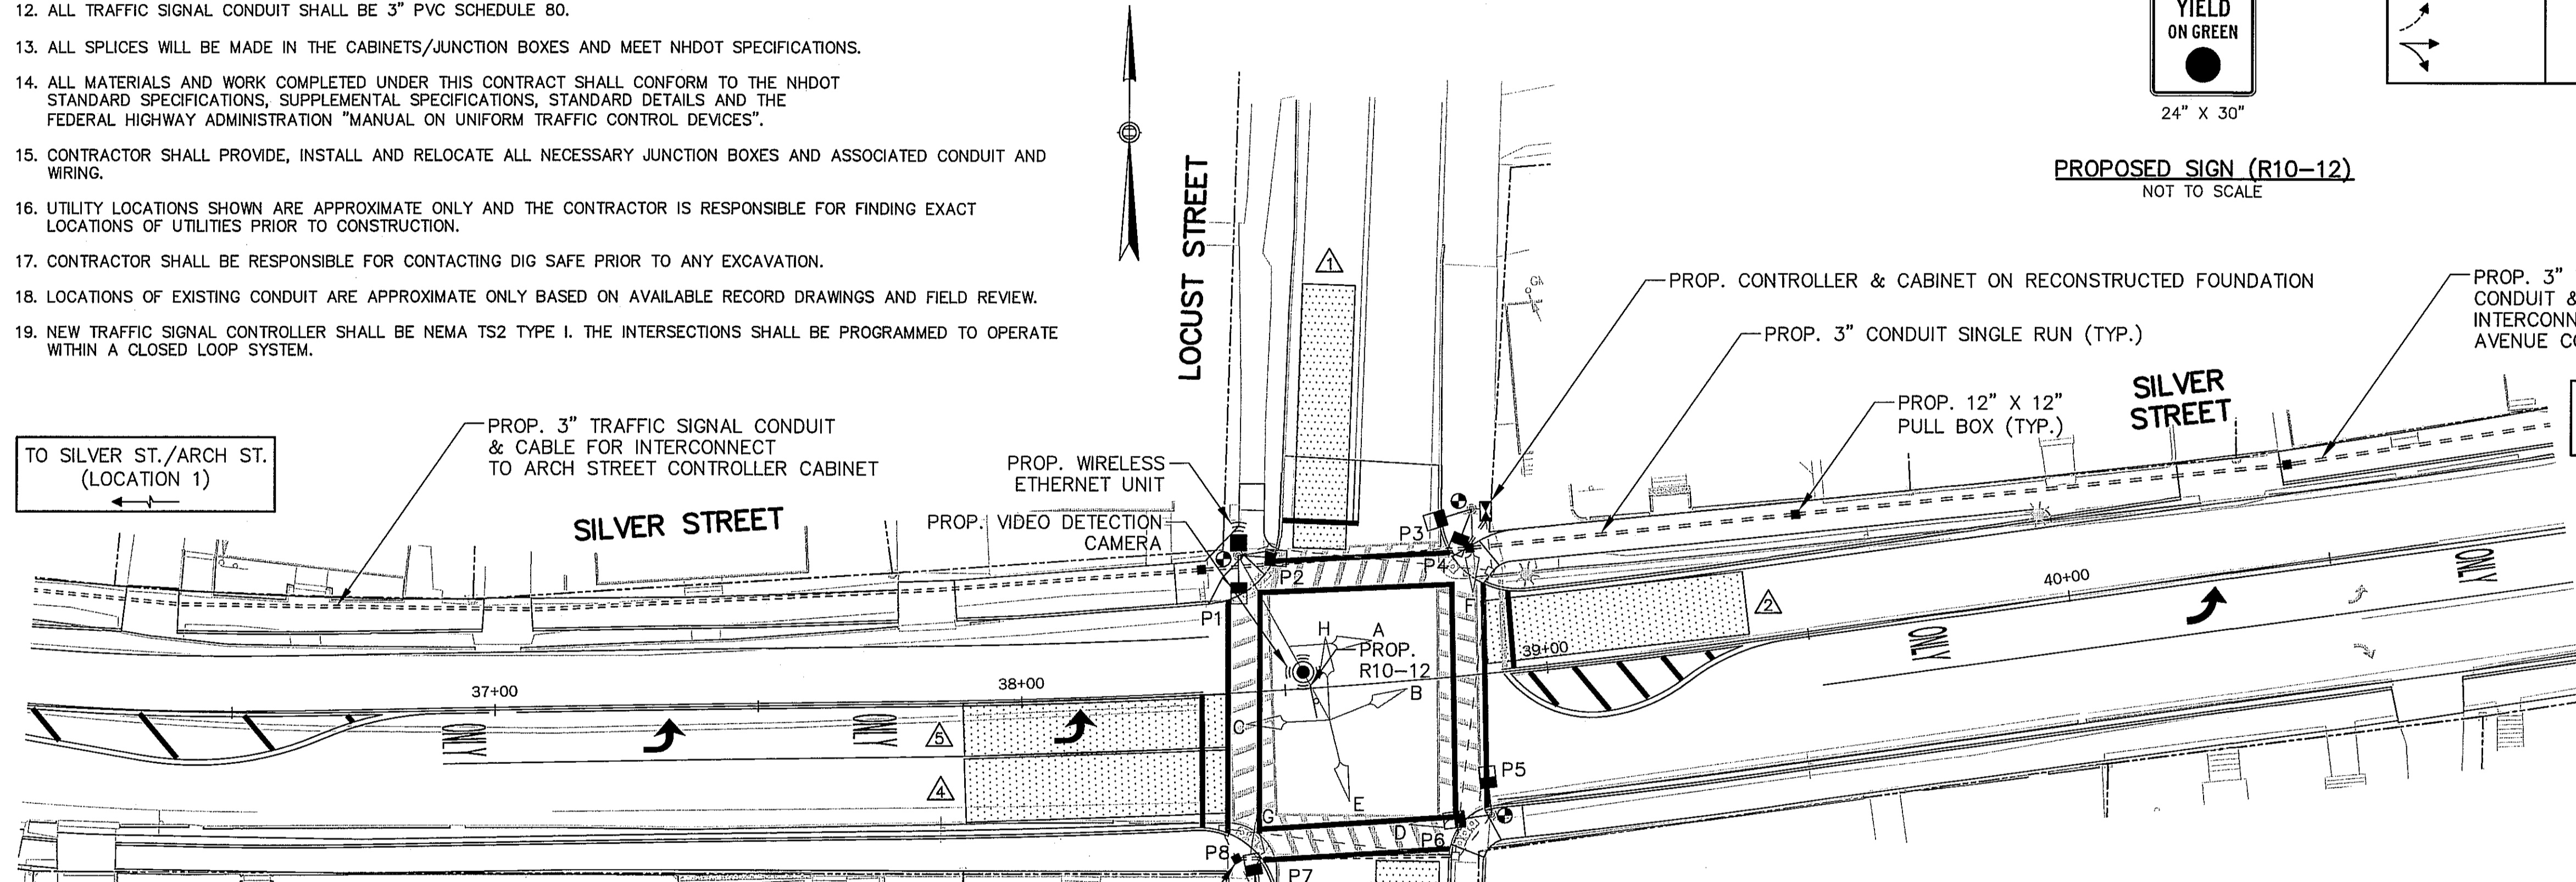 12. ALL TRAFFIC SIGNAL CONDUIT SHALL BE 3" PVC SCHEDULE 80.
13. ALL SPLICES WILL BE MADE IN THE CABINETS/JUNCTION BOXES AND MEET NHDOT SPECIFICATIONS.
14. ALL MATERIALS AND WORK COMPLETED UNDER THIS CONTRACT SHALL CONFORM TO THE NHDOT
STANDARD SPECIFICATIONS, SUPPLEMENTAL SPECIFICATIONS, STANDARD DETAILS AND THE
FEDERAL HIGHWAY ADMINISTRATION "MANUAL ON UNIFORM TRAFFIC CONTROL DEVICES".
15. CONTRACTOR SHALL PROVIDE, INSTALL AND RELOCATE ALL NECESSARY JUNCTION BOXES AND ASSOCIATED CONDUIT AND
WIRING.
16. UTILITY LOCATIONS SHOWN ARE APPROXIMATE ONLY AND THE CONTRACTOR IS RESPONSIBLE FOR FINDING EXACT
LOCATIONS OF UTILITIES PRIOR TO CONSTRUCTION.
17. CONTRACTOR SHALL BE RESPONSIBLE FOR CONTACTING DIG SAFE PRIOR TO ANY EXCAVATION.
18. LOCATIONS OF EXISTING CONDUIT ARE APPROXIMATE ONLY BASED ON AVAILABLE RECORD DRAWINGS AND FIELD REVIEW.
19. NEW TRAFFIC SIGNAL CONTROLLER SHALL BE NEMA TS2 TYPE I. THE INTERSECTIONS SHALL BE PROGRAMMED TO OPERATE
WITHIN A CLOSED LOOP SYSTEM.
YIELD
ON GREEN
24" X 30"
PROPOSED SIGN (R10-12)
NOT TO SCALE
LOCUST STREET
1
PROP. CONTROLLER & CABINET ON RECONSTRUCTED FOUNDATION
PROP. 3" CONDUIT SINGLE RUN (TYP.)
PROP. 12" X 12"
PULL BOX (TYP.)
SILVER
STREET
PROP. 3"
CONDUIT &
AVENUE
TO SILVER ST./ARCH ST.
(LOCATION 1)
PROP. 3" TRAFFIC SIGNAL CONDUIT
& CABLE FOR INTERCONNECT
TO ARCH STREET CONTROLLER CABINET
SILVER STREET
PROP. WIRELESS
ETHERNET UNIT
PROP. VIDEO DETECTION
CAMERA
P3
P4
P2
P1
F
2
H
A
PROP.
R10-12
B
C
E
G
D
P5
P6
P7
P8
37+00
38+00
39+00
40+00
ONLY
ONLY
ONLY
ONLY
5
4